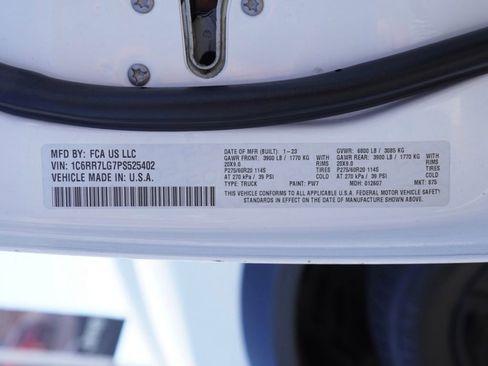 MFD BY: FCA US LLC
VIN: 1C6RR7LG7PS525402
VEHICLE MADE IN: U.S.A.
DATE OF MFR (BUILT): 1-23 GVWR: 6800 LB / 3085 KG
GAWR FRONT: 3900 LB / 1770 KG WITH GAWR REAR: 3900 LB / 1770 KG WITH
20X9.0 RIMS 20X9.0 RIMS
P275/60R20 114S TIRES P275/60R20 114S TIRES
AT 270 kPa / 39 PSI COLD AT 270 kPa / 39 PSI COLD
TYPE: TRUCK PAINT: PW7 MDH: 012607 MKT: 875
THIS VEHICLE CONFORMS TO ALL APPLICABLE U.S.A. FEDERAL MOTOR VEHICLE SAFETY
STANDARDS IN EFFECT ON THE DATE OF MANUFACTURE SHOWN ABOVE.